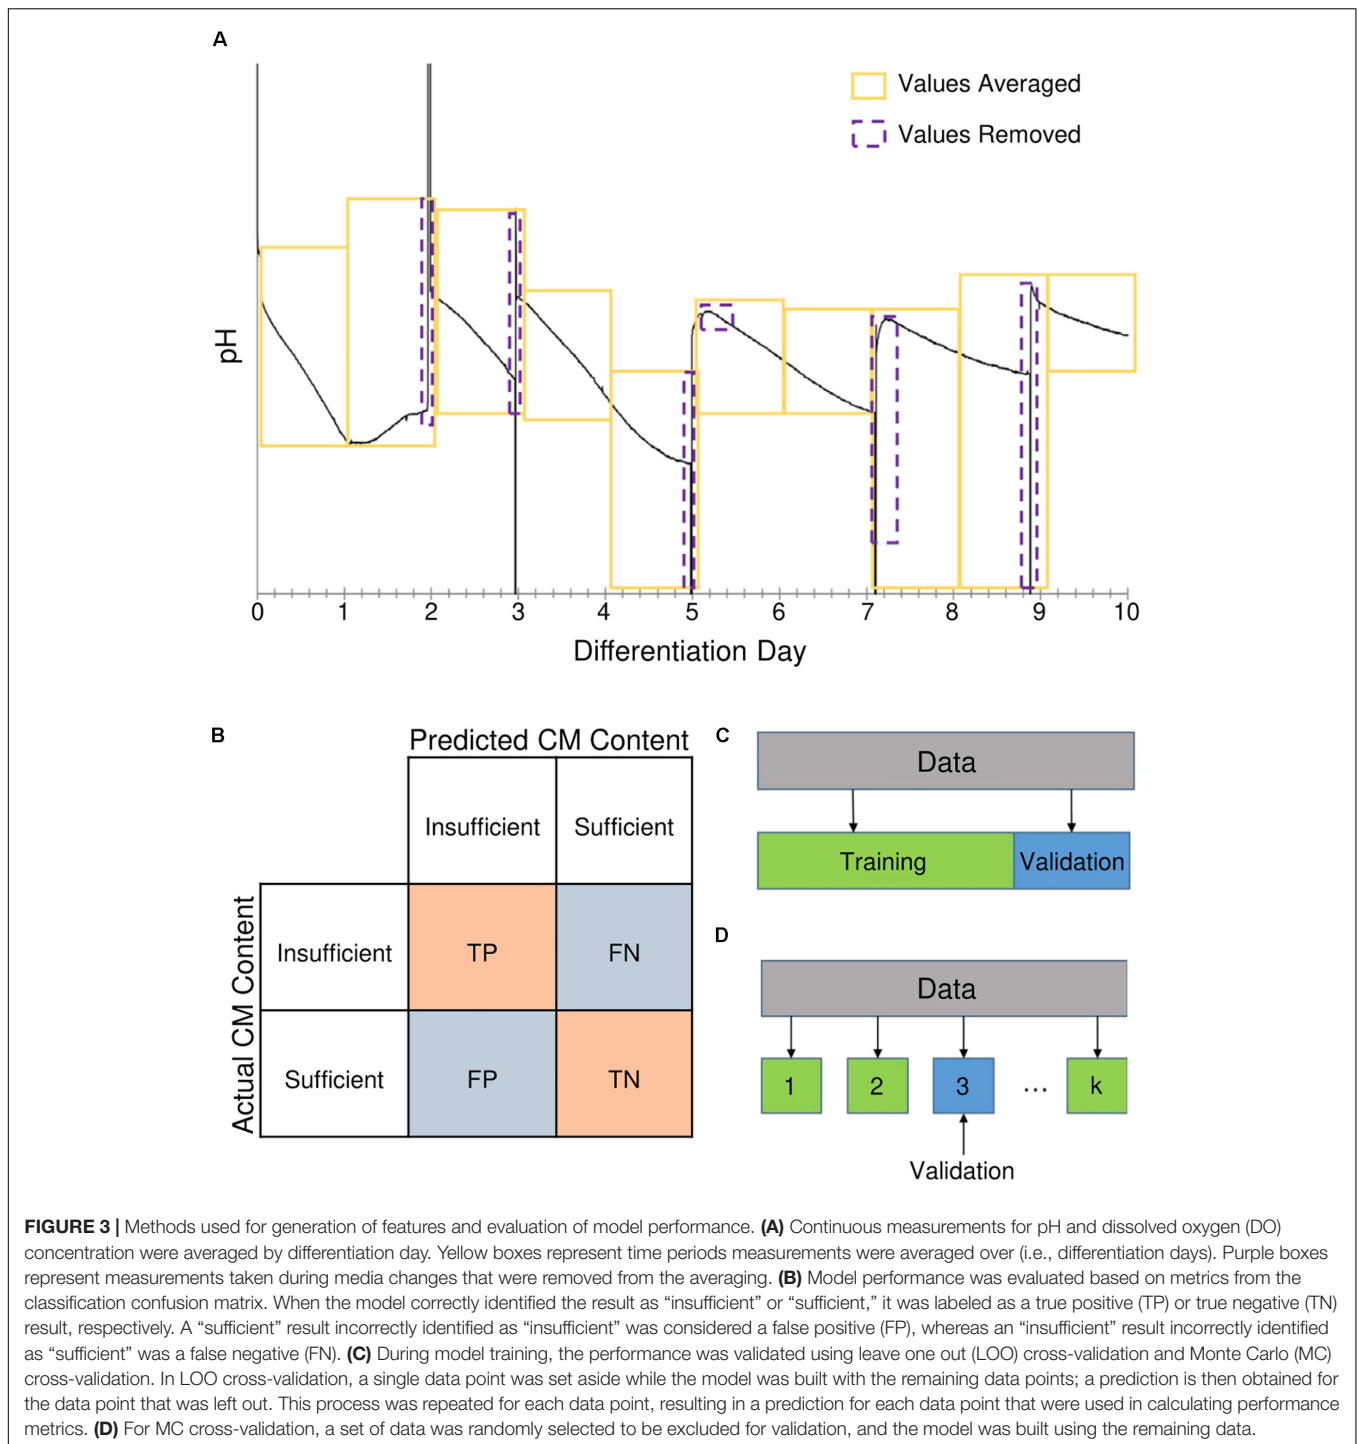 A
Values Averaged
Values Removed
pH
0 1 2 3 4 5 6 7 8 9 10
Differentiation Day
B
Predicted CM Content
Insufficient Sufficient
Actual CM Content
Insufficient TP FN
Sufficient FP TN
C
Data
Training Validation
D
Data
1 2 3 ... k
Validation
FIGURE 3 | Methods used for generation of features and evaluation of model performance. (A) Continuous measurements for pH and dissolved oxygen (DO)
concentration were averaged by differentiation day. Yellow boxes represent time periods measurements were averaged over (i.e., differentiation days). Purple boxes
represent measurements taken during media changes that were removed from the averaging. (B) Model performance was evaluated based on metrics from the
classification confusion matrix. When the model correctly identified the result as “insufficient” or “sufficient,” it was labeled as a true positive (TP) or true negative (TN)
result, respectively. A “sufficient” result incorrectly identified as “insufficient” was considered a false positive (FP), whereas an “insufficient” result incorrectly identified
as “sufficient” was a false negative (FN). (C) During model training, the performance was validated using leave one out (LOO) cross-validation and Monte Carlo (MC)
cross-validation. In LOO cross-validation, a single data point was set aside while the model was built with the remaining data points; a prediction is then obtained for
the data point that was left out. This process was repeated for each data point, resulting in a prediction for each data point that were used in calculating performance
metrics. (D) For MC cross-validation, a set of data was randomly selected to be excluded for validation, and the model was built using the remaining data.